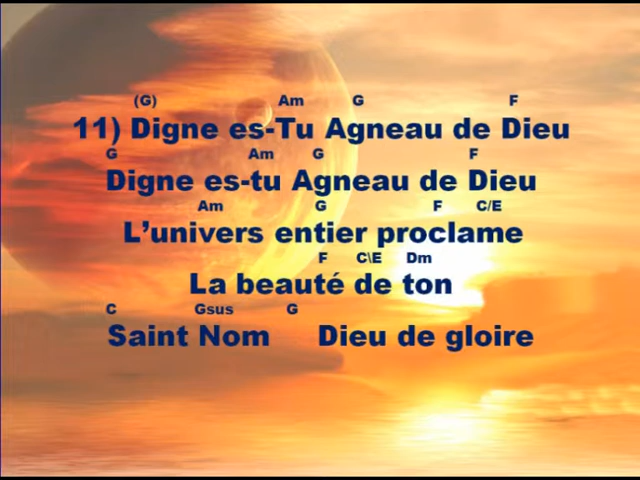 (G) Am G F
11) Digne es-Tu Agneau de Dieu
G Am G F
Digne es-tu Agneau de Dieu
Am G F C/E
L’univers entier proclame
F C\E Dm
La beauté de ton
C Gsus G
Saint Nom Dieu de gloire